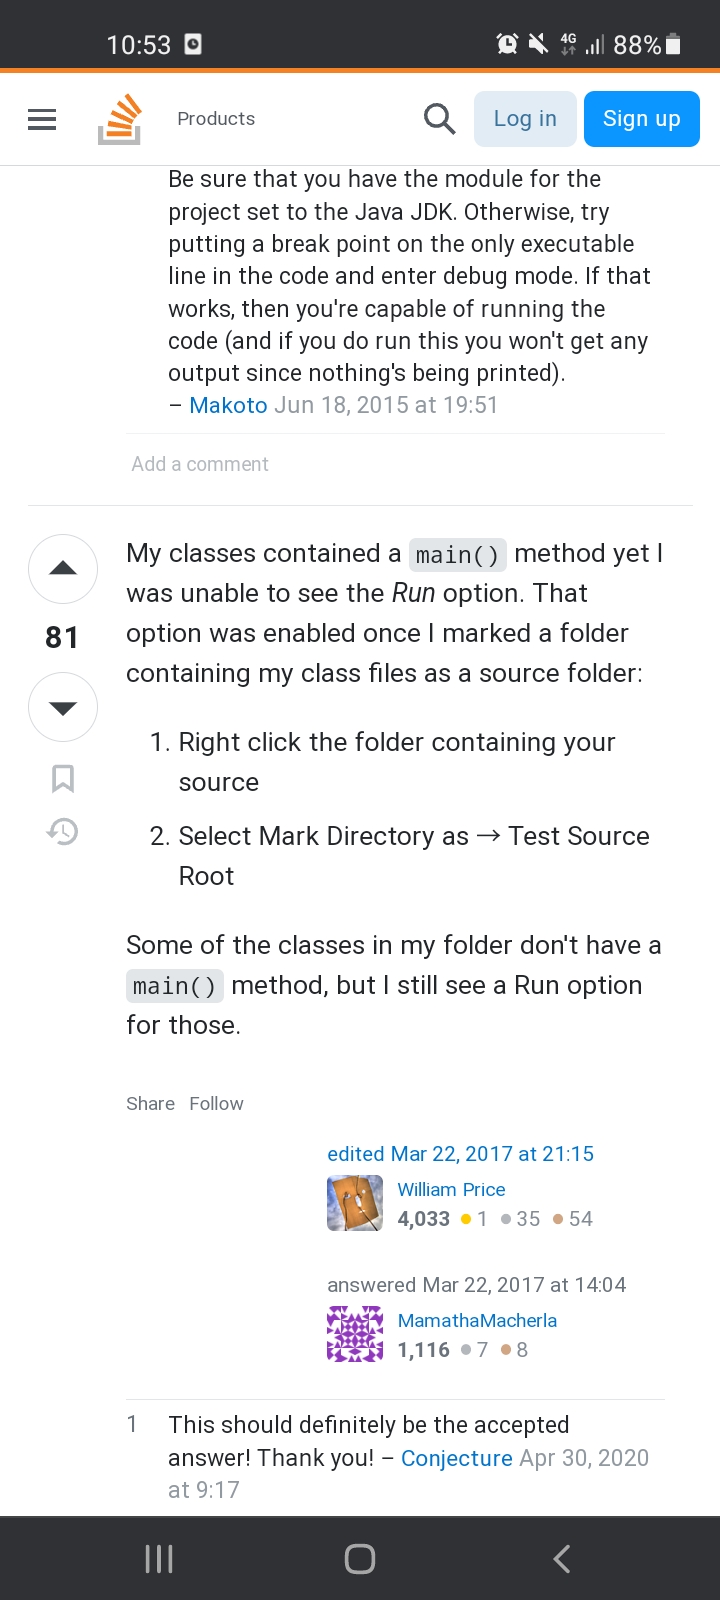 10:53
4G
88%
Products
Log in
Sign up
Be sure that you have the module for the
project set to the Java JDK. Otherwise, try
putting a break point on the only executable
line in the code and enter debug mode. If that
works, then you're capable of running the
code (and if you do run this you won't get any
output since nothing's being printed).
– Makoto Jun 18, 2015 at 19:51
Add a comment
81
My classes contained a main() method yet I
was unable to see the Run option. That
option was enabled once I marked a folder
containing my class files as a source folder:
1. Right click the folder containing your
source
2. Select Mark Directory as → Test Source
Root
Some of the classes in my folder don't have a
main() method, but I still see a Run option
for those.
Share Follow
edited Mar 22, 2017 at 21:15
William Price
4,033 ● 1 ● 35 ● 54
answered Mar 22, 2017 at 14:04
MamathaMacherla
1,116 ● 7 ● 8
1 This should definitely be the accepted
answer! Thank you! – Conjecture Apr 30, 2020
at 9:17